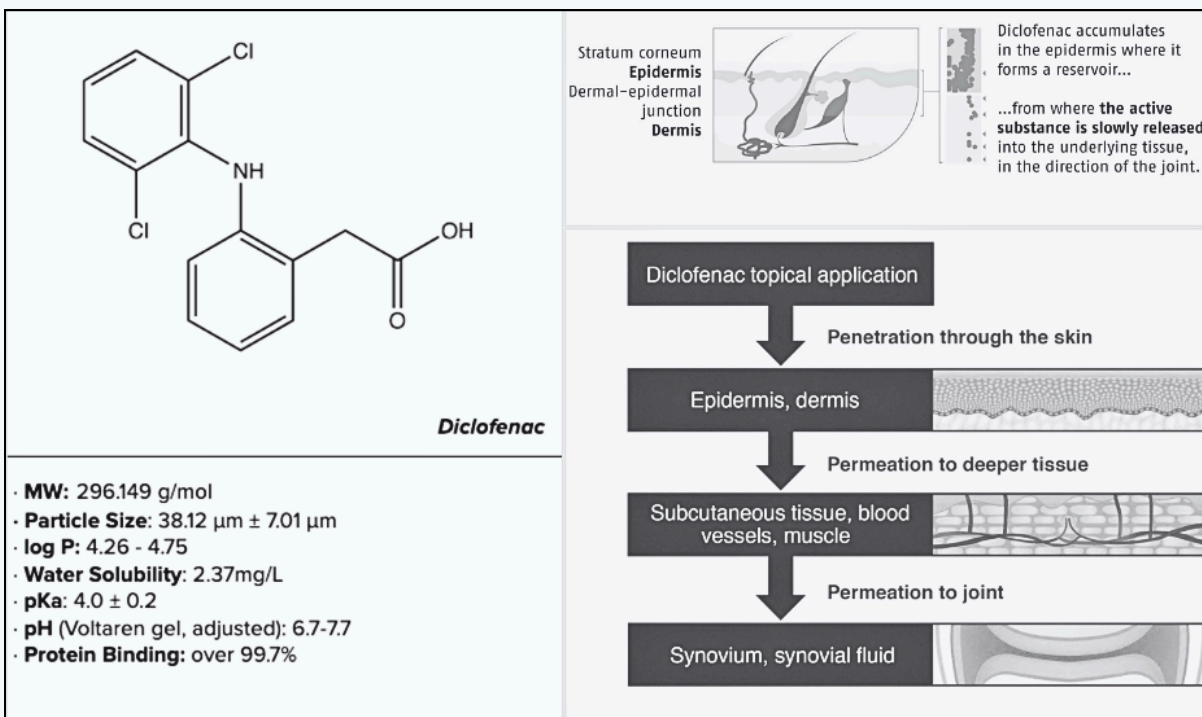 Cl
NH
Cl
OH
O
Diclofenac
· MW: 296.149 g/mol
· Particle Size: 38.12 µm ± 7.01 µm
· log P: 4.26 - 4.75
· Water Solubility: 2.37mg/L
· pKa: 4.0 ± 0.2
· pH (Voltaren gel, adjusted): 6.7-7.7
· Protein Binding: over 99.7%
Stratum corneum
Epidermis
Dermal-epidermal
junction
Dermis
Diclofenac accumulates
in the epidermis where it
forms a reservoir...
...from where the active
substance is slowly released
into the underlying tissue,
in the direction of the joint.
Diclofenac topical application
Penetration through the skin
Epidermis, dermis
Permeation to deeper tissue
Subcutaneous tissue, blood
vessels, muscle
Permeation to joint
Synovium, synovial fluid